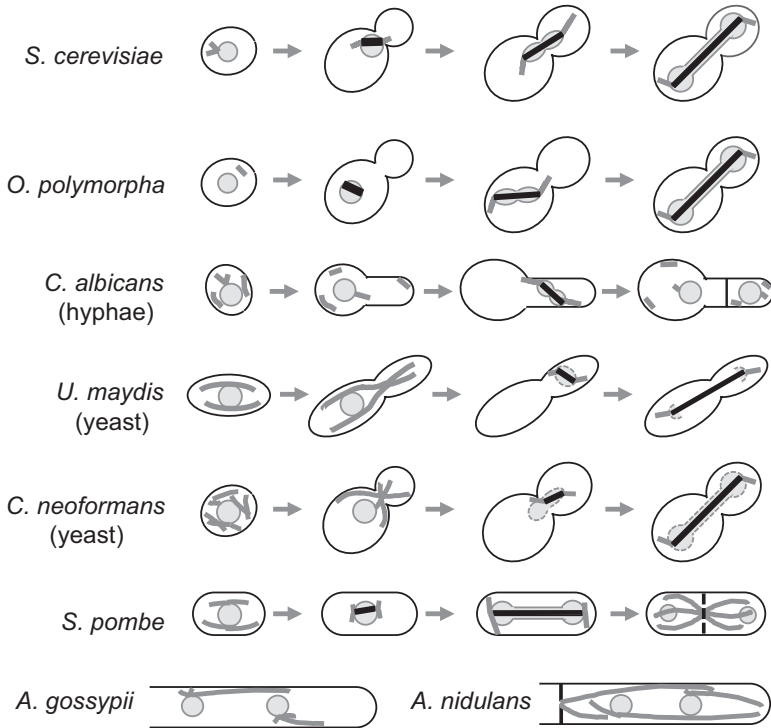 S. cerevisiae
O. polymorpha
C. albicans
(hyphae)
U. maydis
(yeast)
C. neoformans
(yeast)
S. pombe
A. gossypii
A. nidulans